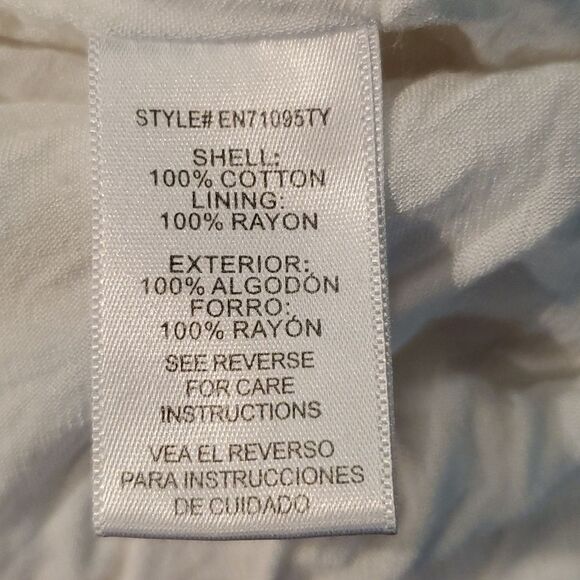 STYLE# EN71095TY
SHELL:
100% COTTON
LINING:
100% RAYON
EXTERIOR:
100% ALGODÓN
FORRO:
100% RAYÓN
SEE REVERSE
FOR CARE
INSTRUCTIONS
VEA EL REVERSO
PARA INSTRUCCIONES
DE CUIDADO